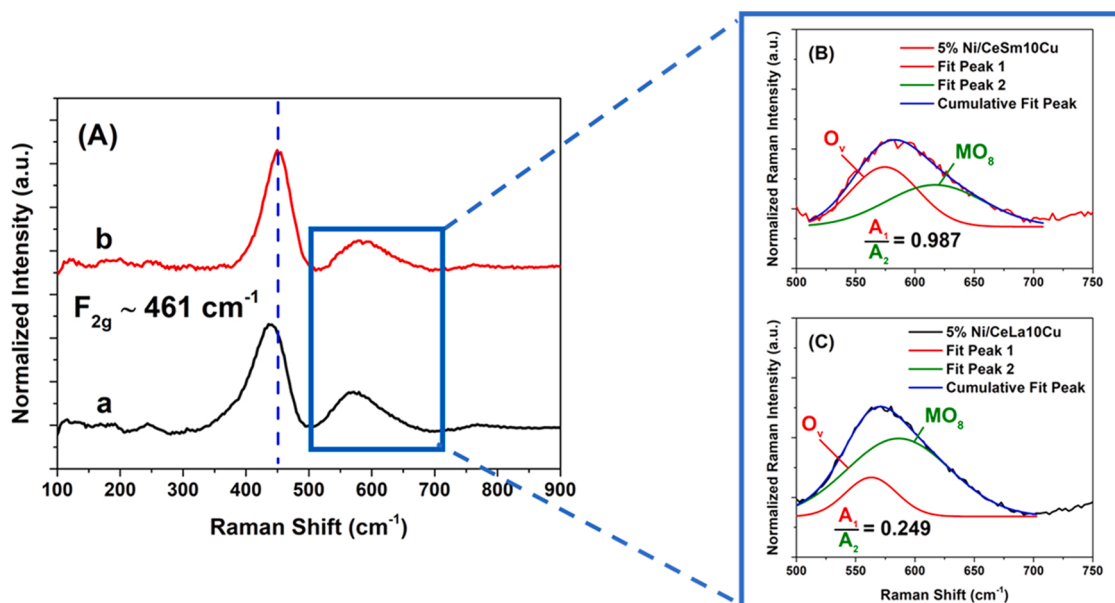 (A)
Normalized Intensity (a.u.)
b
F2g ~ 461 cm-1
a
100 200 300 400 500 600 700 800 900
Raman Shift (cm-1)
(B)
5% Ni/CeSm10Cu
Fit Peak 1
Fit Peak 2
Cumulative Fit Peak
Normalized Raman Intensity (a.u.)
Ov
MO8
A1
A2
= 0.987
500 550 600 650 700 750
(C)
5% Ni/CeLa10Cu
Fit Peak 1
Fit Peak 2
Cumulative Fit Peak
Normalized Raman Intensity (a.u.)
Ov
MO8
A1
A2
= 0.249
500 550 600 650 700 750
Raman Shift (cm-1)